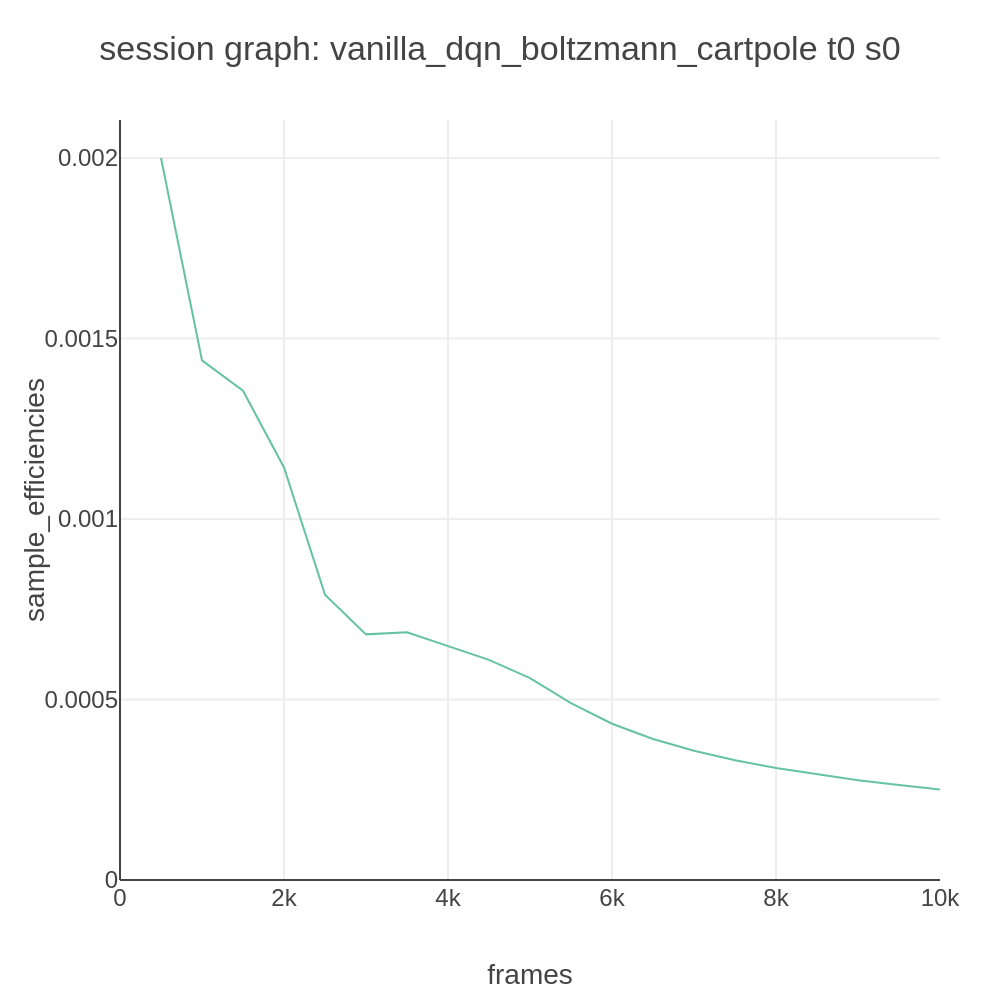 session graph: vanilla_dqn_boltzmann_cartpole t0 s0
sample_efficiencies
0.002
0.0015
0.001
0.0005
0
0
2k
4k
6k
8k
10k
frames